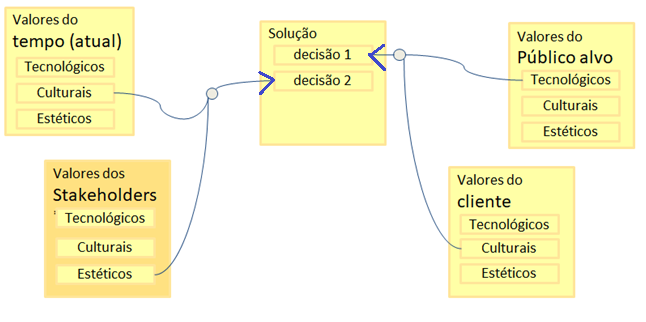 Valores do
tempo (atual)
Tecnológicos
Culturais
Estéticos
Solução
decisão 1
decisão 2
Valores do
Público alvo
Tecnológicos
Culturais
Estéticos
Valores dos
Stakeholders
Tecnológicos
Culturais
Estéticos
Valores do
cliente
Tecnológicos
Culturais
Estéticos